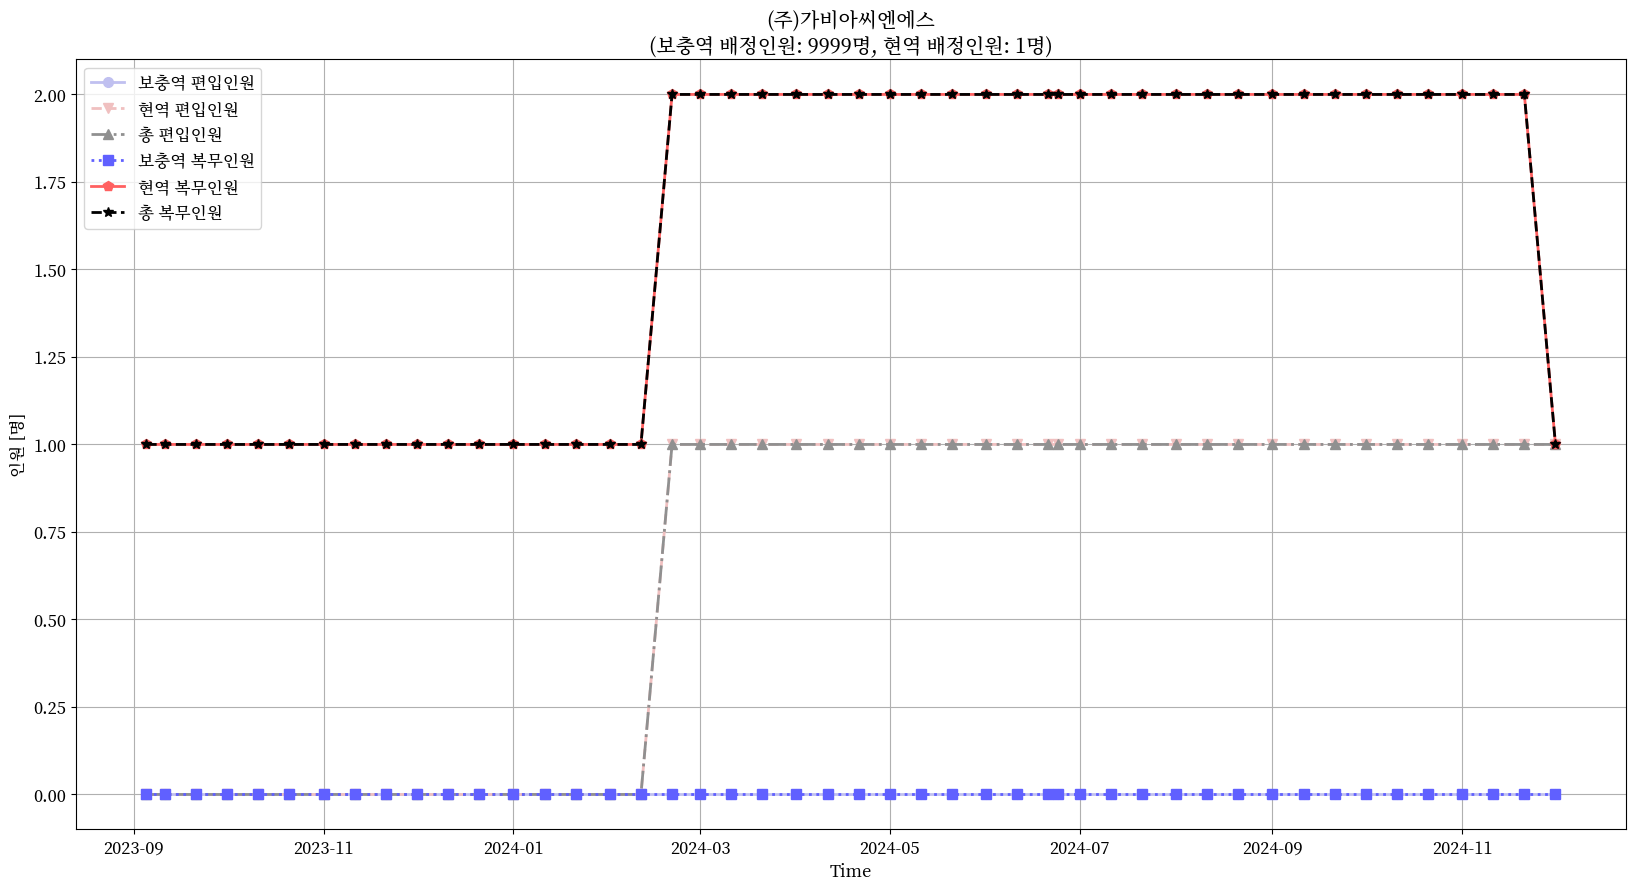 (주)가비아씨엔에스
(보충역 배정인원: 9999명, 현역 배정인원: 1명)
보충역 편입인원
현역 편입인원
총 편입인원
보충역 복무인원
현역 복무인원
총 복무인원
2.00
1.75
1.50
1.25
1.00
0.75
0.50
0.25
0.00
인원 [명]
2023-09 2023-11 2024-01 2024-03 2024-05 2024-07 2024-09 2024-11
Time